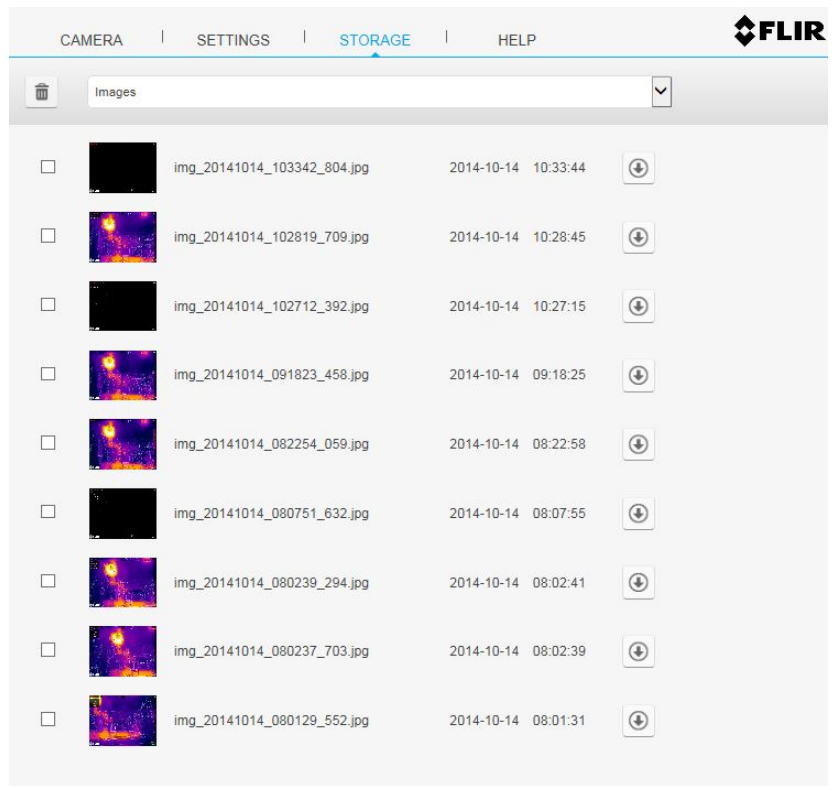 CAMERA | SETTINGS | STORAGE | HELP FLIR
Images
img_20141014_103342_804.jpg 2014-10-14 10:33:44
img_20141014_102819_709.jpg 2014-10-14 10:28:45
img_20141014_102712_392.jpg 2014-10-14 10:27:15
img_20141014_091823_458.jpg 2014-10-14 09:18:25
img_20141014_082254_059.jpg 2014-10-14 08:22:58
img_20141014_080751_632.jpg 2014-10-14 08:07:55
img_20141014_080239_294.jpg 2014-10-14 08:02:41
img_20141014_080237_703.jpg 2014-10-14 08:02:39
img_20141014_080129_552.jpg 2014-10-14 08:01:31